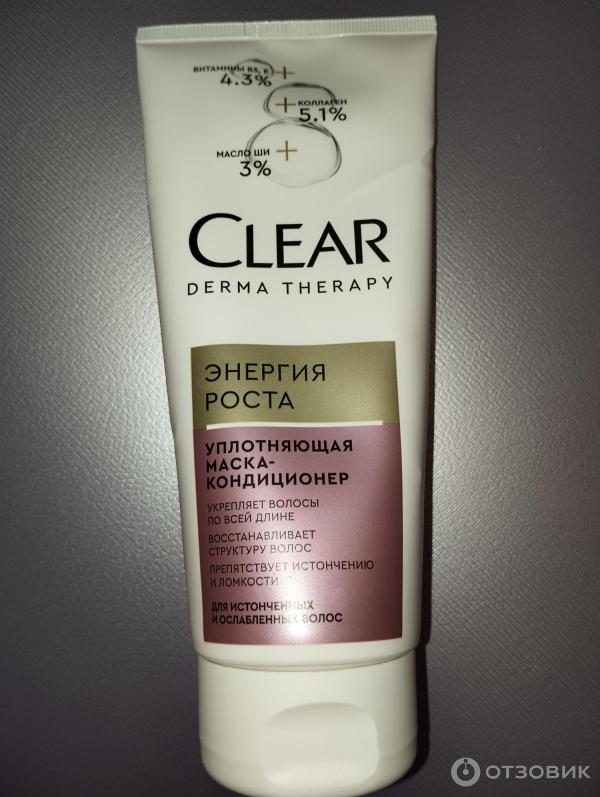 ВИТАМИНЫ B3, E
4.3%
КОЛЛАГЕН
5.1%
МАСЛО ШИ
3%
CLEAR
DERMA THERAPY
ЭНЕРГИЯ
РОСТА
УПЛОТНЯЮЩАЯ
МАСКА-
КОНДИЦИОНЕР
УКРЕПЛЯЕТ ВОЛОСЫ
ПО ВСЕЙ ДЛИНЕ
ВОССТАНАВЛИВАЕТ
СТРУКТУРУ ВОЛОС
ПРЕПЯТСТВУЕТ ИСТОНЧЕНИЮ
И ЛОМКОСТИ
ДЛЯ ИСТОНЧЕННЫХ
И ОСЛАБЛЕННЫХ ВОЛОС
ОТЗОВИК